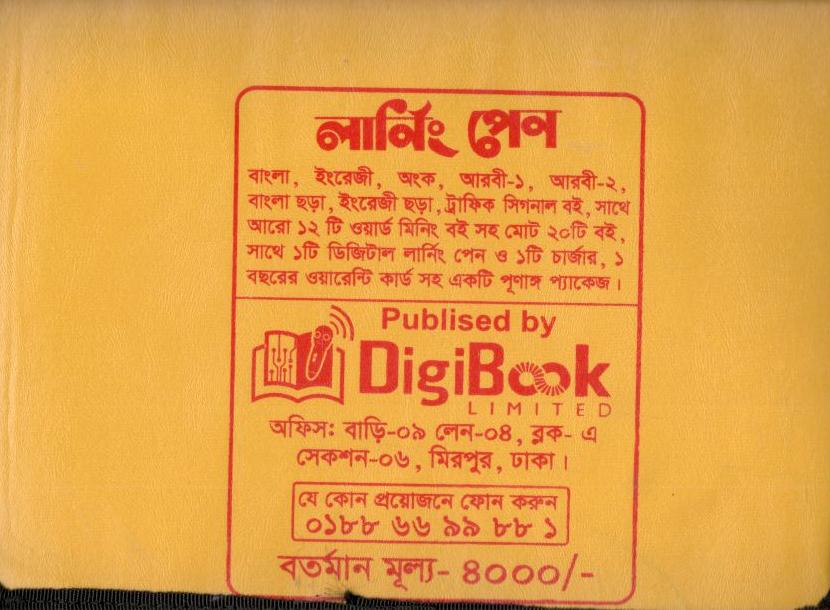 লার্নিং পেন
বাংলা, ইংরেজী, অংক, আরবী-১, আরবী-২,
বাংলা ছড়া, ইংরেজী ছড়া, ট্রাফিক সিগনাল বই, সাথে
আরো ১২ টি ওয়ার্ড মিনিং বই সহ মোট ২০টি বই,
সাথে ১টি ডিজিটাল লার্নিং পেন ও ১টি চার্জার, ১
বছরের ওয়ারেন্টি কার্ড সহ একটি পূণাঙ্গ প্যাকেজ।
Publised by
DigiBook
LIMITED
অফিস: বাড়ি-০৯ লেন-০৪, ব্লক- এ
সেকশন-০৬, মিরপুর, ঢাকা।
যে কোন প্রয়োজনে ফোন করুন
০১৮৮ ৬৬ ৯৯ ৮৮ ১
বর্তমান মূল্য- ৪০০০/-